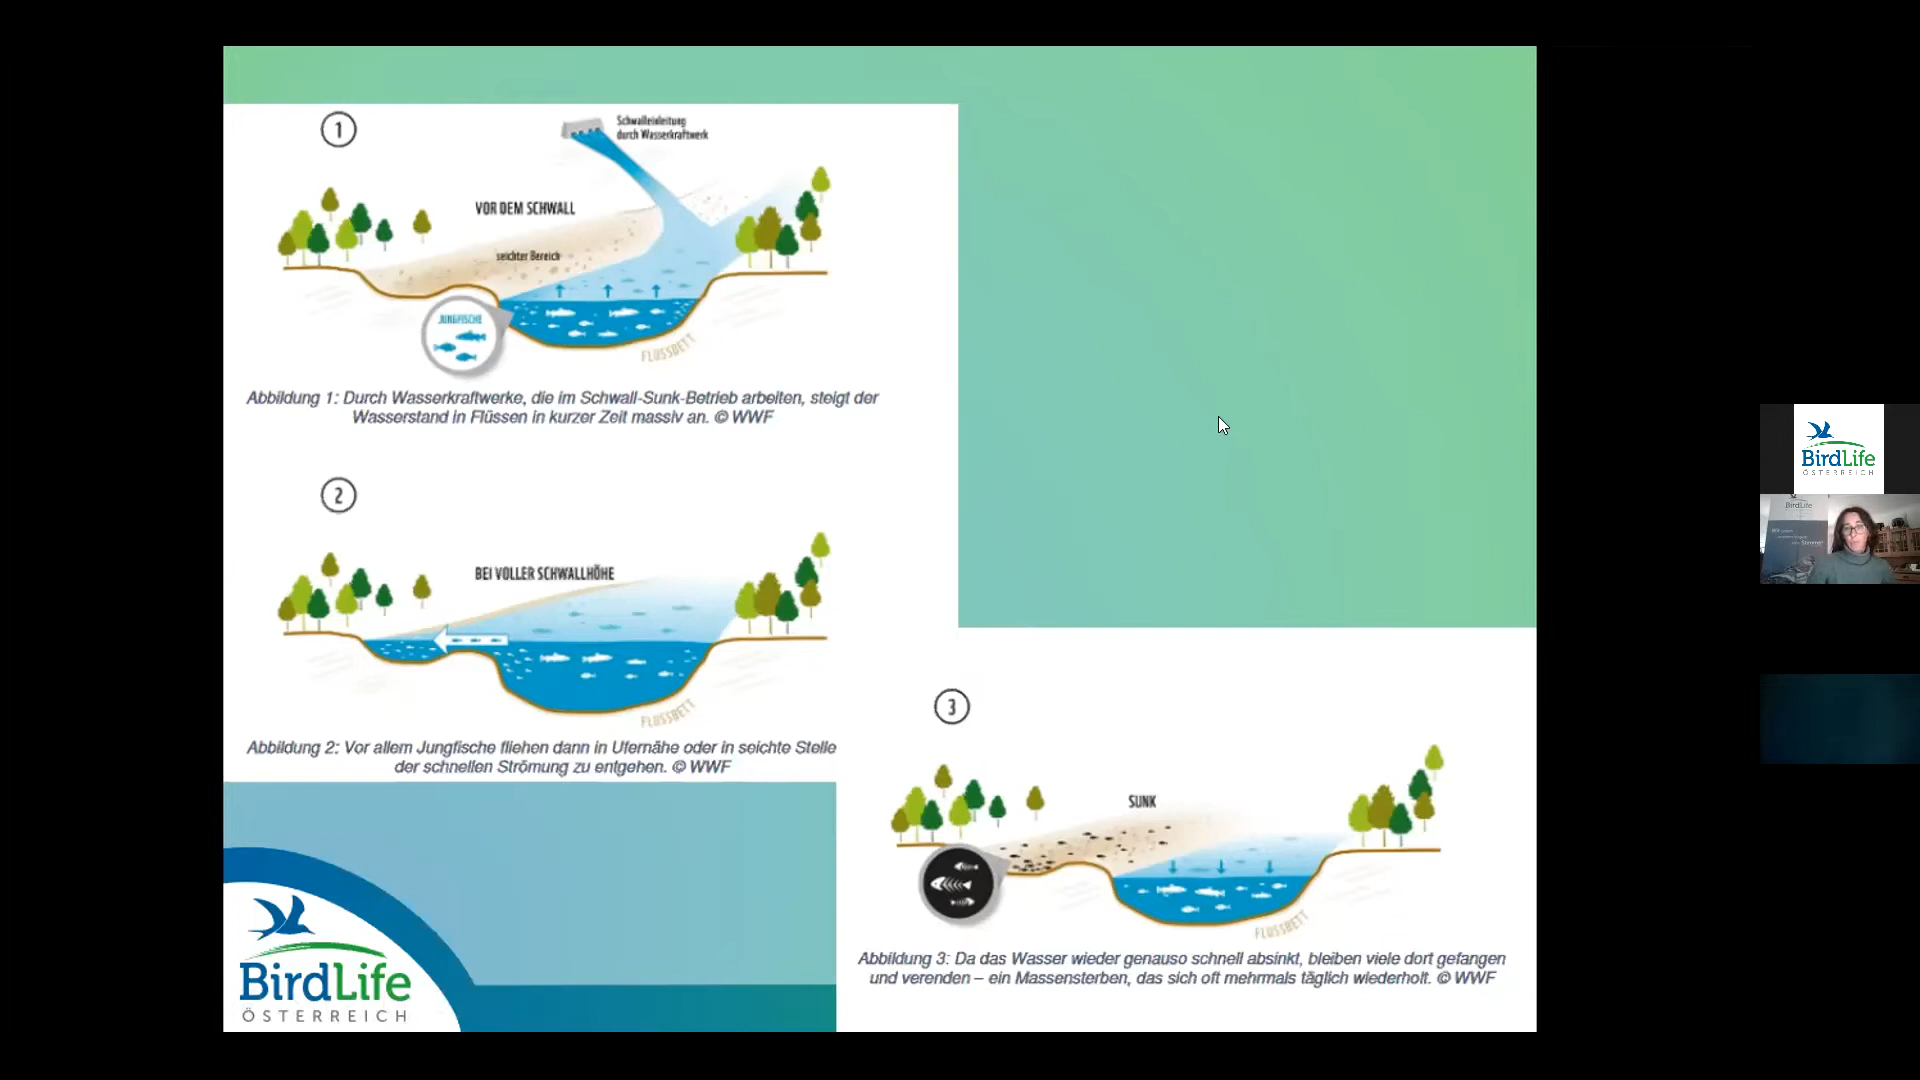 1
Schwalleinleitung
durch Wasserkraftwerk
VOR DEM SCHWALL
seichter Bereich
JUNGFISCHE
FLUSSBETT
Abbildung 1: Durch Wasserkraftwerke, die im Schwall-Sunk-Betrieb arbeiten, steigt der
Wasserstand in Flüssen in kurzer Zeit massiv an. © WWF
2
BEI VOLLER SCHWALLHÖHE
FLUSSBETT
Abbildung 2: Vor allem Jungfische fliehen dann in Ufernähe oder in seichte Stelle
der schnellen Strömung zu entgehen. © WWF
3
SUNK
FLUSSBETT
Abbildung 3: Da das Wasser wieder genauso schnell absinkt, bleiben viele dort gefangen
und verenden – ein Massensterben, das sich oft mehrmals täglich wiederholt. © WWF
BirdLife
ÖSTERREICH
BirdLife
ÖSTERREICH
BirdLife